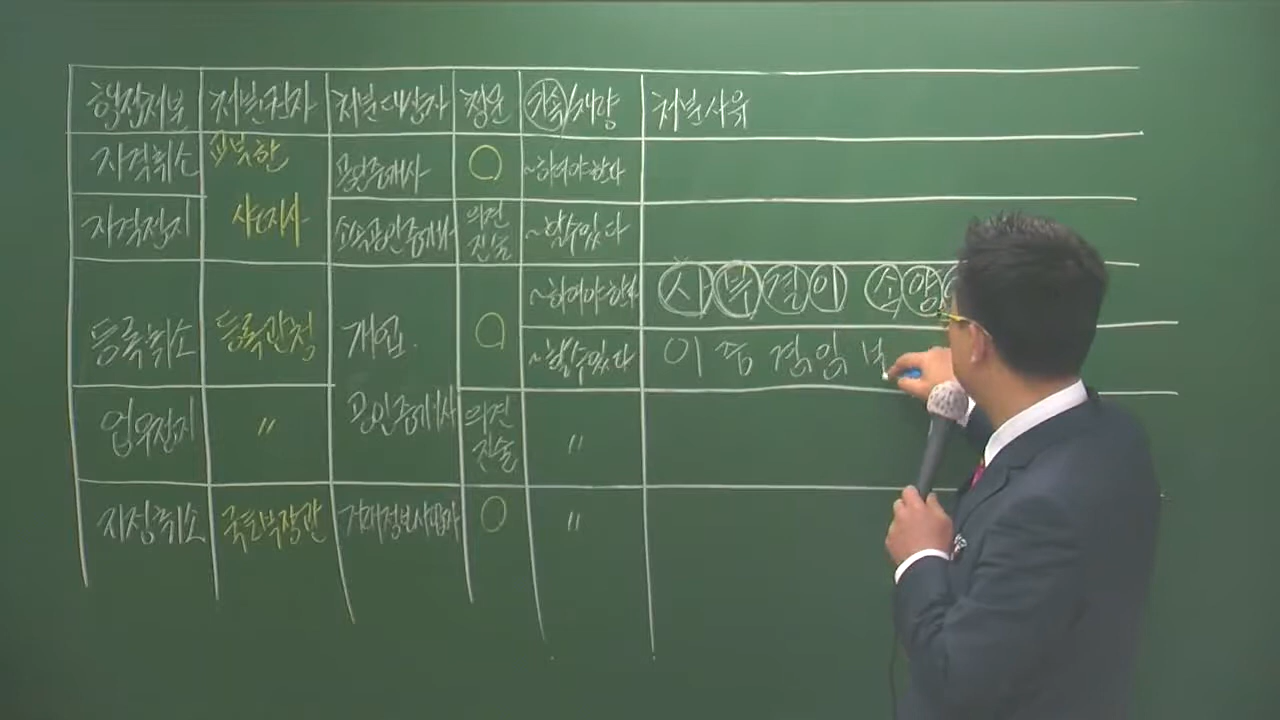 행정처분 처분권자 처분대상자 청문 기속/재량 처분사유
자격취소 교부한 공인중개사 ○ ~하여야한다
자격정지 시·도지사 소속공인중개사 의견진술 ~할수있다
등록취소 등록관청 개업 ○ ~하여야한다 사 부 결 이 소 양
~할수있다 이 중
업무정지 〃 공인중개사 의견진술 〃
지정취소 국토부장관 거래정보사업자 ○ 〃